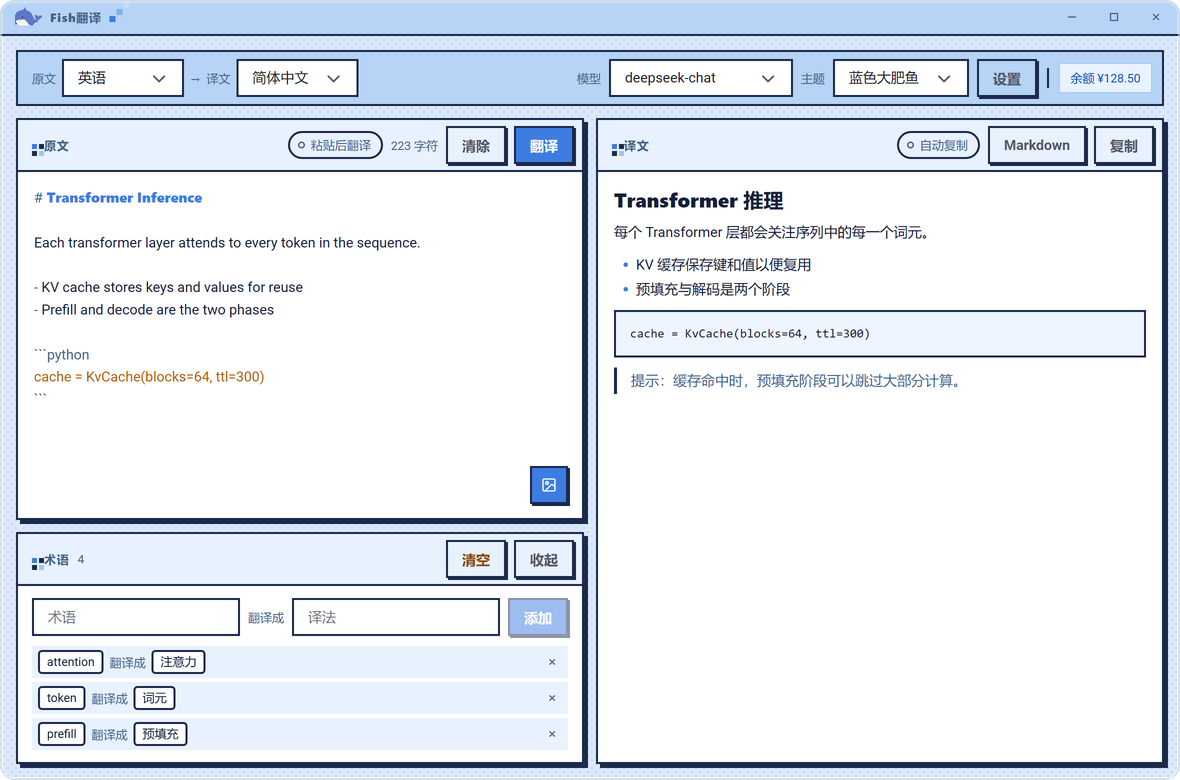 Fish翻译
原文 英语 → 译文 简体中文 模型 deepseek-chat 主题 蓝色大肥鱼 设置 余额 ¥128.50
原文 粘贴后翻译 223 字符 清除 翻译
# Transformer Inference
Each transformer layer attends to every token in the sequence.
- KV cache stores keys and values for reuse
- Prefill and decode are the two phases
```python
cache = KvCache(blocks=64, ttl=300)
```
术语 4 清空 收起
术语 翻译成 译法 添加
attention 翻译成 注意力 ×
token 翻译成 词元 ×
prefill 翻译成 预填充 ×
译文 自动复制 Markdown 复制
Transformer 推理
每个 Transformer 层都会关注序列中的每一个词元。
• KV 缓存保存键和值以便复用
• 预填充与解码是两个阶段
cache = KvCache(blocks=64, ttl=300)
提示：缓存命中时，预填充阶段可以跳过大部分计算。